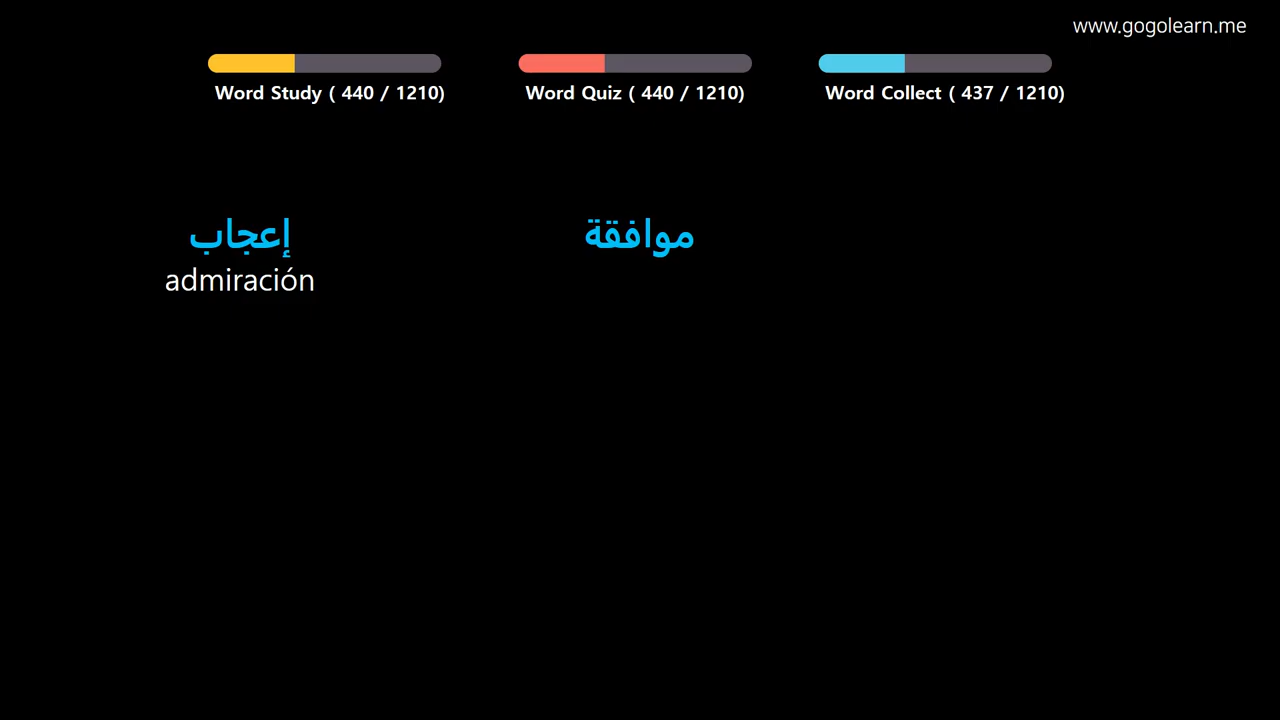 www.gogolearn.me
Word Study ( 440 / 1210)
Word Quiz ( 440 / 1210)
Word Collect ( 437 / 1210)
إعجاب
admiración
موافقة